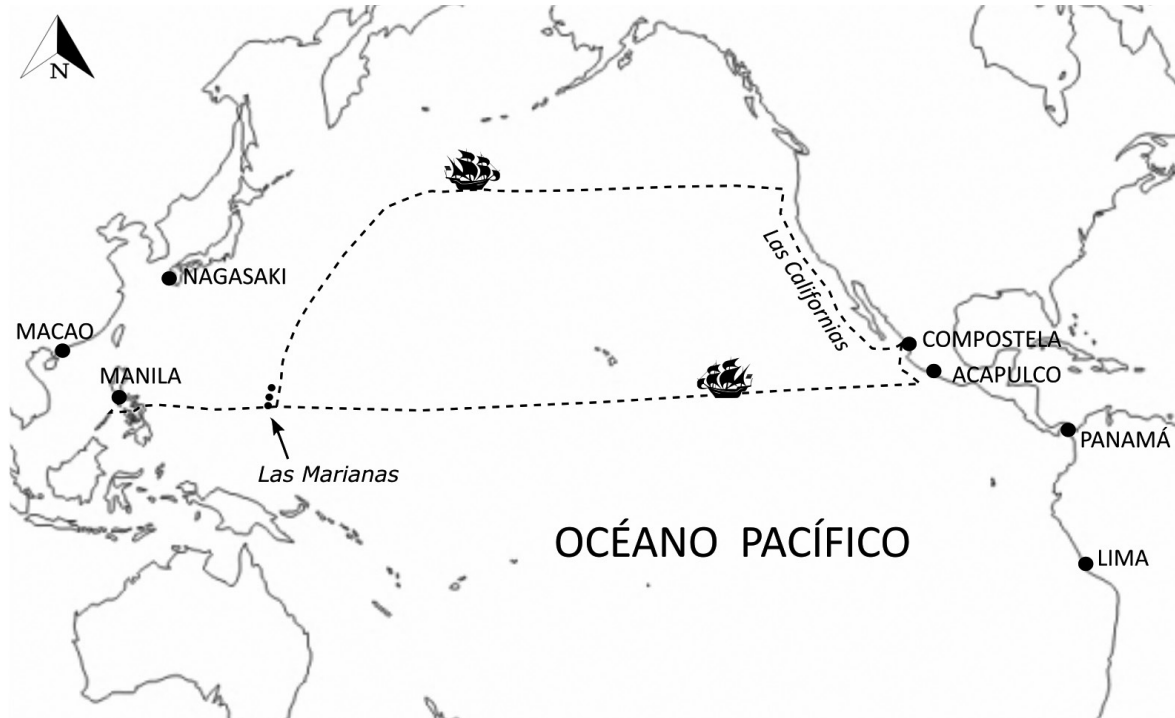 N
NAGASAKI
MACAO
MANILA
Las Marianas
Las Californias
COMPOSTELA
ACAPULCO
PANAMÁ
OCÉANO PACÍFICO
LIMA